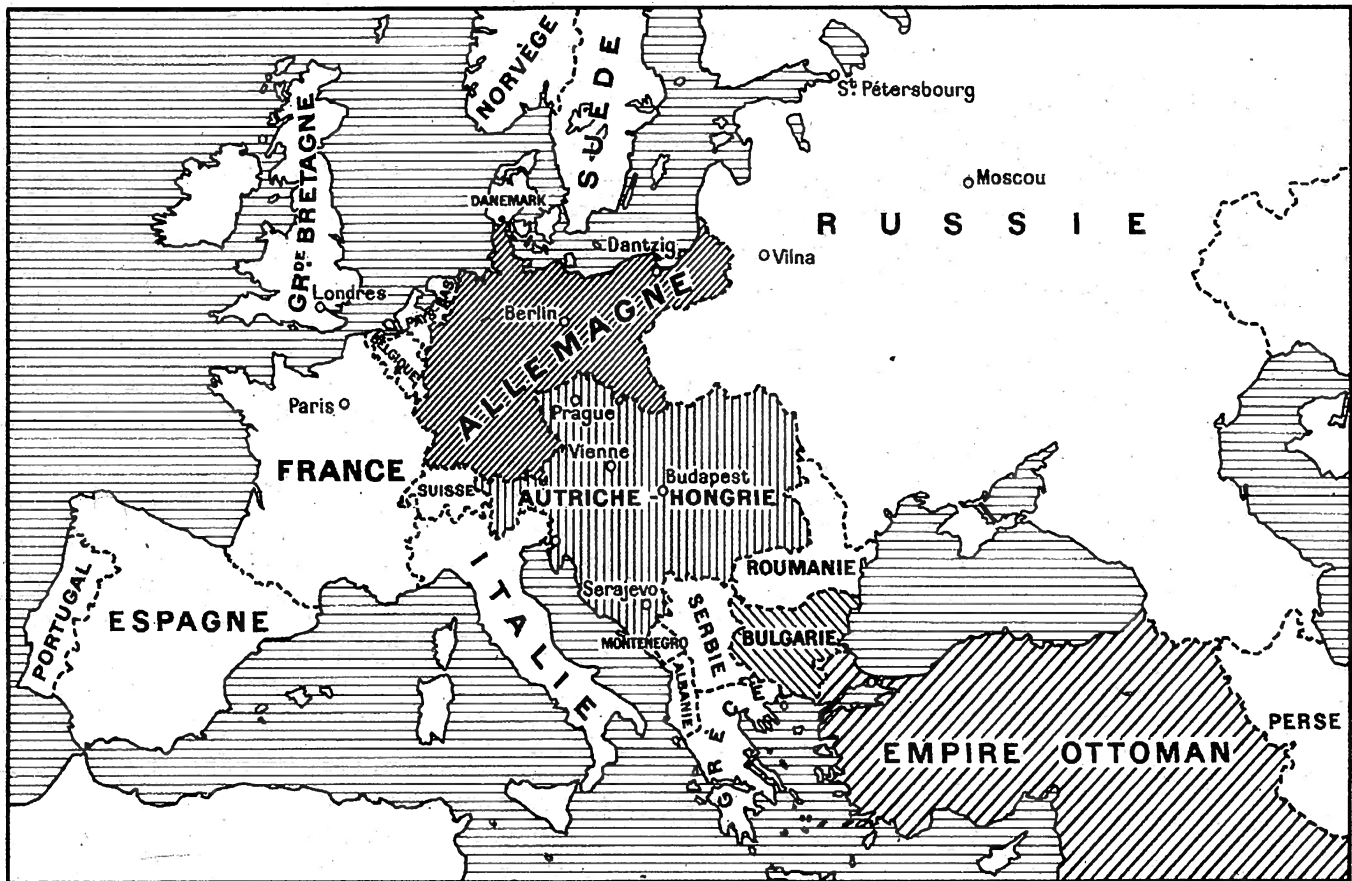 NORVÈGE
SUÈDE
St. Pétersbourg
GRDE BRETAGNE
Moscou
DANEMARK
RUSSIE
Dantzig
Vilna
Londres
PAYS-BAS
Berlin
BELGIQUE
ALLEMAGNE
Paris
Prague
Vienne
FRANCE
SUISSE
Budapest
AUTRICHE-HONGRIE
ITALIE
ROUMANIE
Serajevo
PORTUGAL
ESPAGNE
SERBIE
MONTÉNÉGRO
BULGARIE
ALBANIE
GRÈCE
PERSE
EMPIRE OTTOMAN